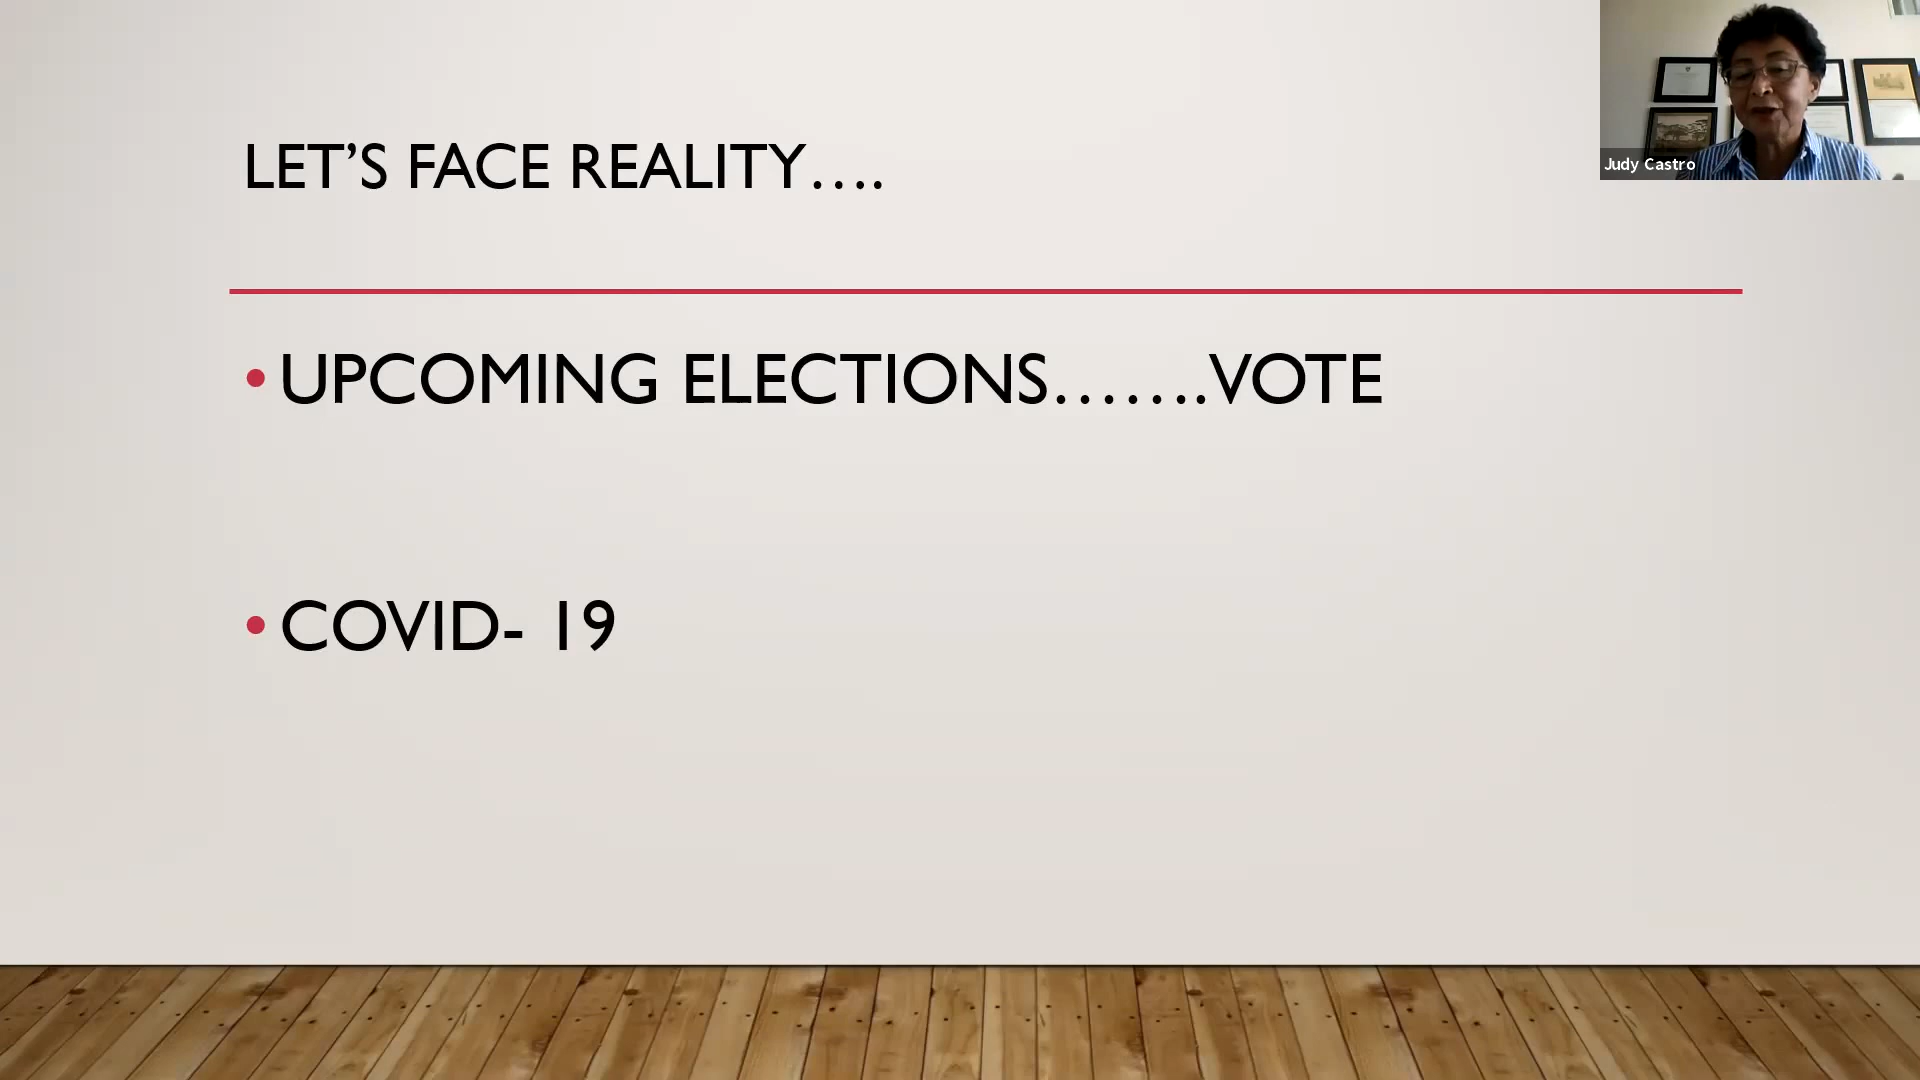 LET’S FACE REALITY….
• UPCOMING ELECTIONS…….VOTE
• COVID- 19
Judy Castro